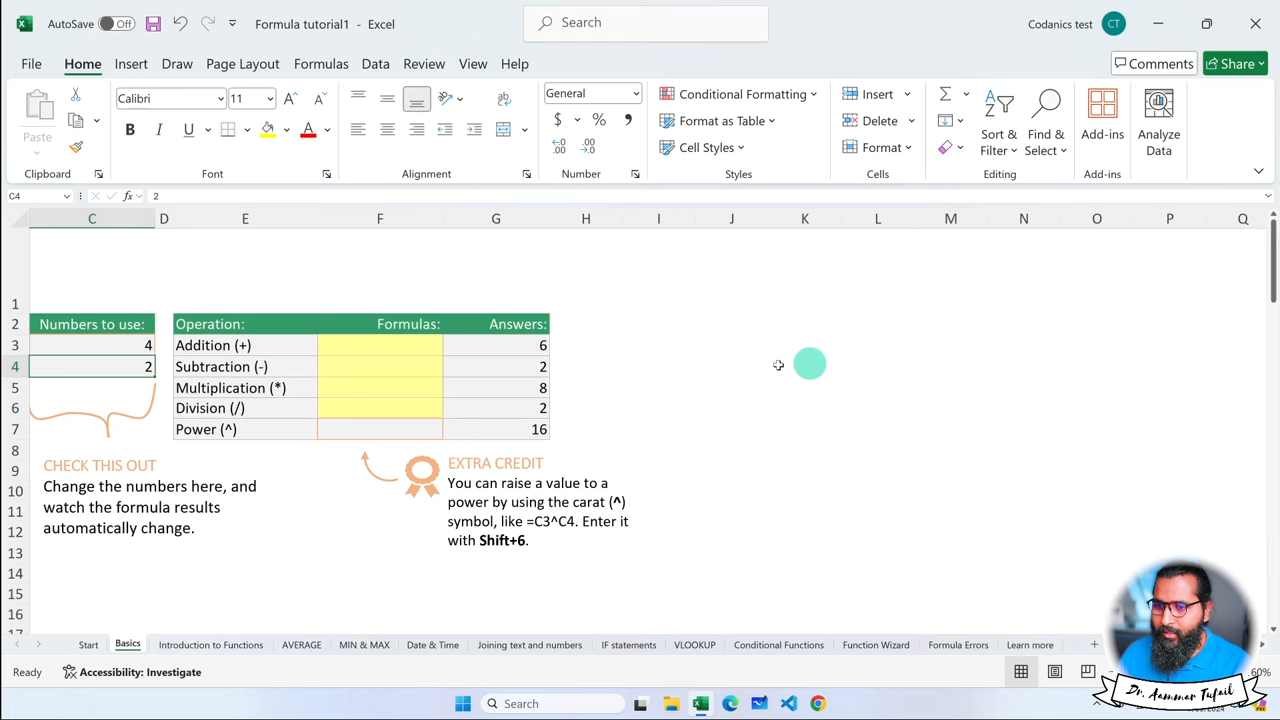 AutoSave Off Formula tutorial1 - Excel Search Codanics test CT
File Home Insert Draw Page Layout Formulas Data Review View Help Comments Share
Paste
Clipboard
Calibri 11
B I U A
Font
Alignment
General
$ % ,
Number
Conditional Formatting
Format as Table
Cell Styles
Styles
Insert
Delete
Format
Cells
Sort & Filter
Find & Select
Editing
Add-ins
Add-ins
Analyze Data
C4 fx 2
C D E F G H I J K L M N O P Q
1
2 Numbers to use: Operation: Formulas: Answers:
3 4 Addition (+) 6
4 2 Subtraction (-) 2
5 Multiplication (*) 8
6 Division (/) 2
7 Power (^) 16
8
9
10
11
12
13
14
15
16
17
CHECK THIS OUT
Change the numbers here, and
watch the formula results
automatically change.
EXTRA CREDIT
You can raise a value to a
power by using the carat (^)
symbol, like =C3^C4. Enter it
with Shift+6.
Start Basics Introduction to Functions AVERAGE MIN & MAX Date & Time Joining text and numbers IF statements VLOOKUP Conditional Functions Function Wizard Formula Errors Learn more
Ready Accessibility: Investigate 60%
Search
Dr. Aammar Tufail